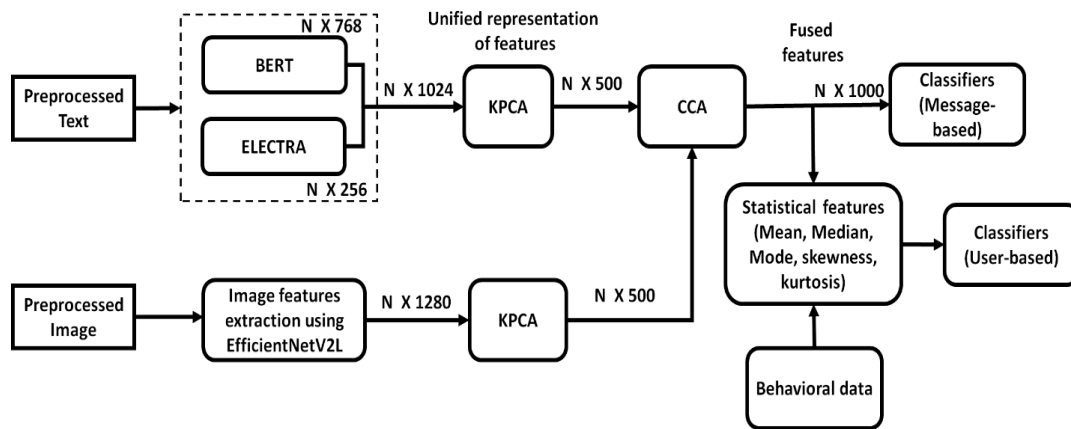 Preprocessed
Text
N X 768
BERT
ELECTRA
N X 256
N X 1024
Unified representation
of features
KPCA
N X 500
CCA
Fused
features
N X 1000
Classifiers
(Message-
based)
Statistical features
(Mean, Median,
Mode, skewness,
kurtosis)
Classifiers
(User-based)
Behavioral data
Preprocessed
Image
Image features
extraction using
EfficientNetV2L
N X 1280
KPCA
N X 500